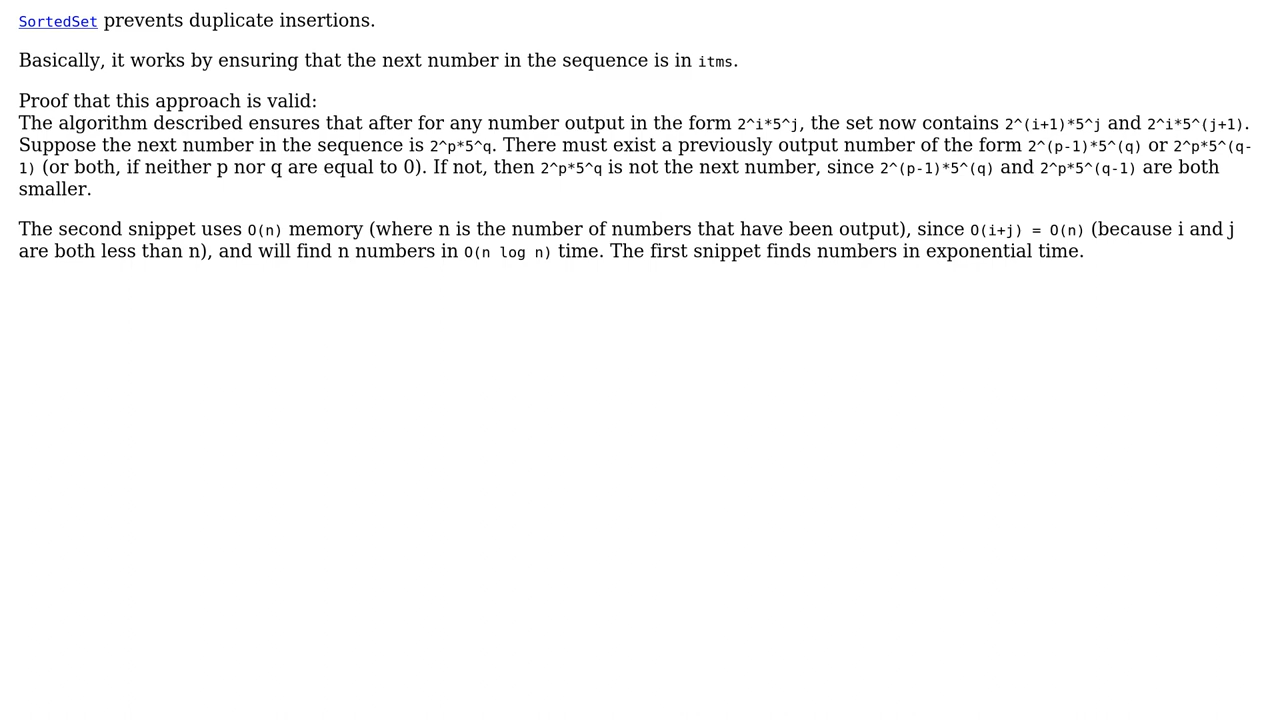 SortedSet prevents duplicate insertions.
Basically, it works by ensuring that the next number in the sequence is in itms.
Proof that this approach is valid:
The algorithm described ensures that after for any number output in the form 2^i*5^j, the set now contains 2^(i+1)*5^j and 2^i*5^(j+1).
Suppose the next number in the sequence is 2^p*5^q. There must exist a previously output number of the form 2^(p-1)*5^(q) or 2^p*5^(q-
1) (or both, if neither p nor q are equal to 0). If not, then 2^p*5^q is not the next number, since 2^(p-1)*5^(q) and 2^p*5^(q-1) are both
smaller.
The second snippet uses O(n) memory (where n is the number of numbers that have been output), since O(i+j) = O(n) (because i and j
are both less than n), and will find n numbers in O(n log n) time. The first snippet finds numbers in exponential time.